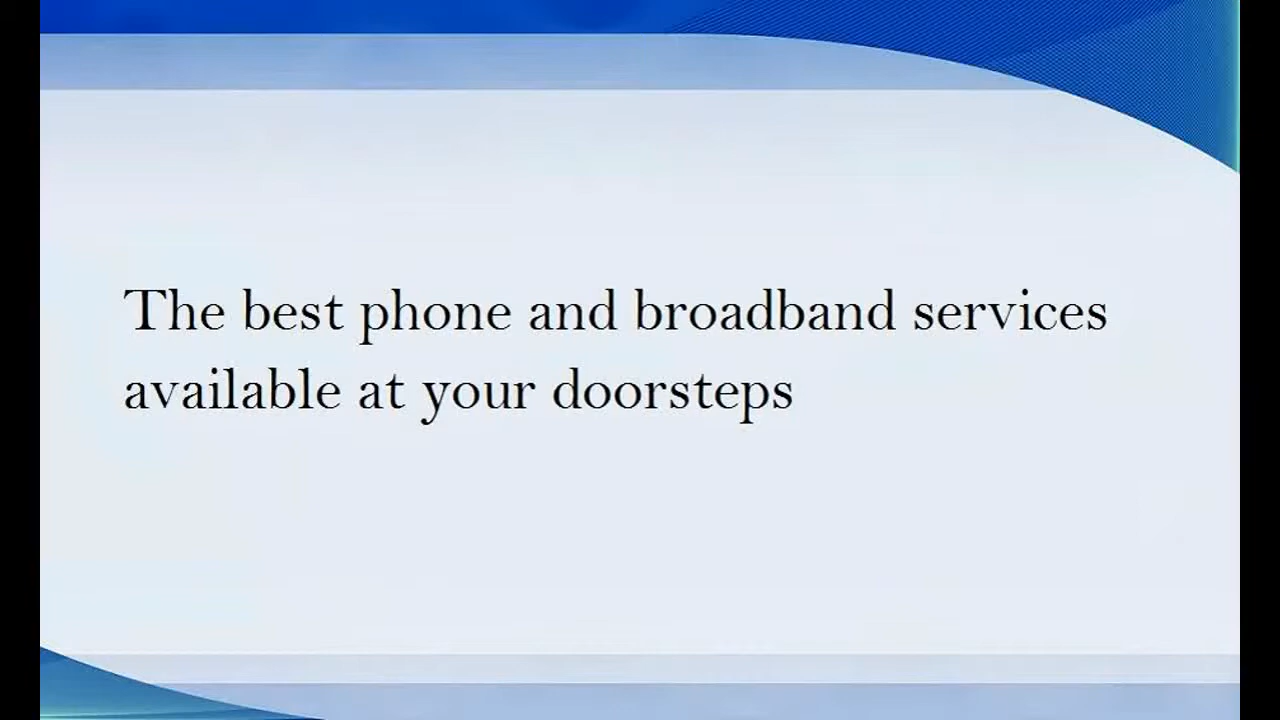 The best phone and broadband services
available at your doorsteps